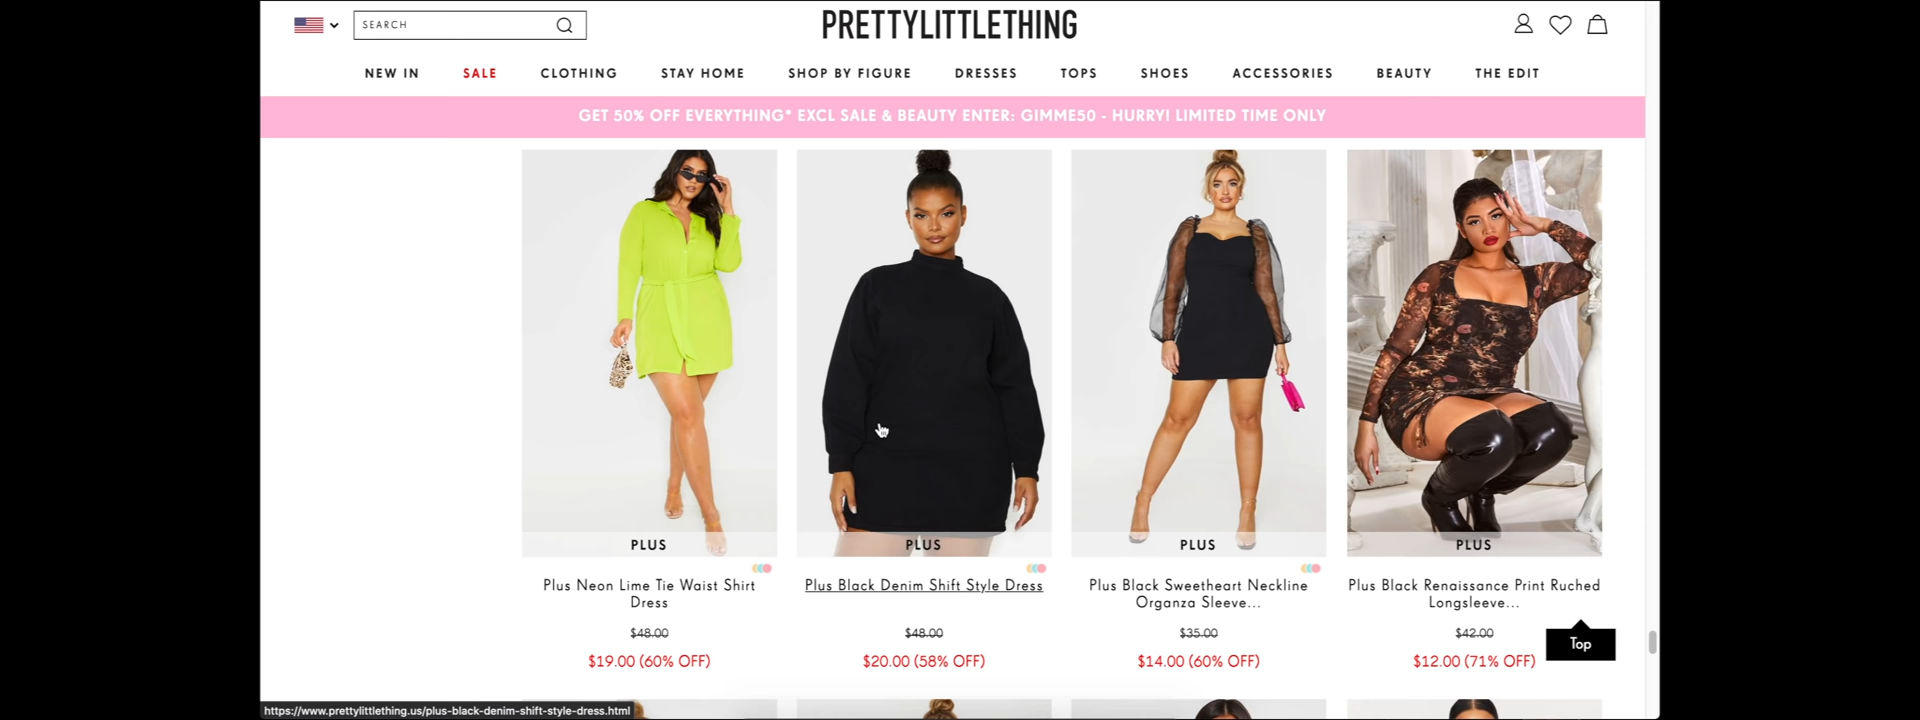 SEARCH
PRETTYLITTLETHING
NEW IN SALE CLOTHING STAY HOME SHOP BY FIGURE DRESSES TOPS SHOES ACCESSORIES BEAUTY THE EDIT
GET 50% OFF EVERYTHING* EXCL SALE & BEAUTY ENTER: GIMME50 - HURRY! LIMITED TIME ONLY
PLUS
Plus Neon Lime Tie Waist Shirt
Dress
$48.00
$19.00 (60% OFF)
PLUS
Plus Black Denim Shift Style Dress
$48.00
$20.00 (58% OFF)
PLUS
Plus Black Sweetheart Neckline
Organza Sleeve...
$35.00
$14.00 (60% OFF)
PLUS
Plus Black Renaissance Print Ruched
Longsleeve...
$42.00
$12.00 (71% OFF)
Top
https://www.prettylittlething.us/plus-black-denim-shift-style-dress.html